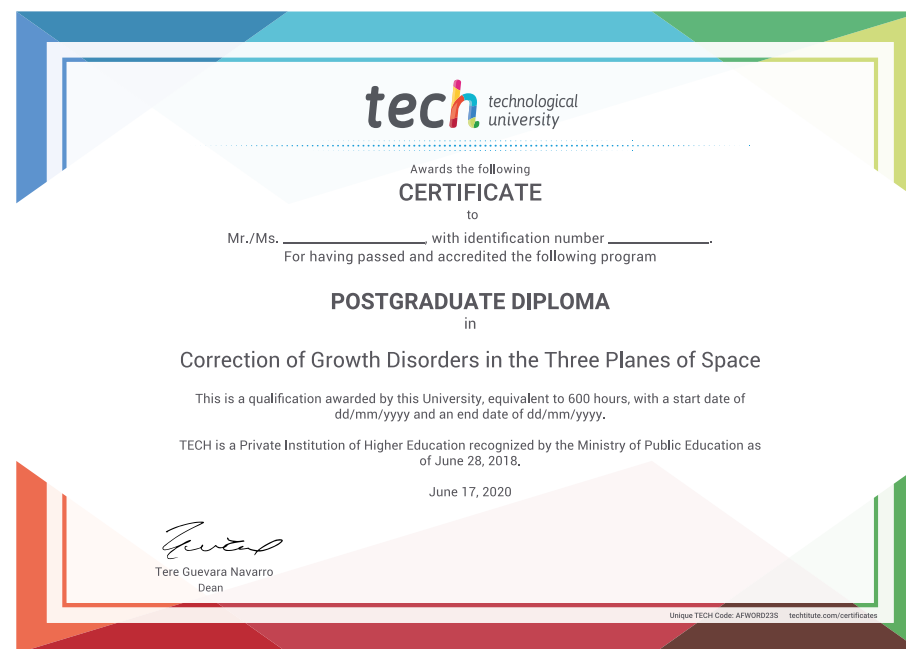 tech technological
university
Awards the following
CERTIFICATE
to
Mr./Ms. ____________, with identification number ____________.
For having passed and accredited the following program
POSTGRADUATE DIPLOMA
in
Correction of Growth Disorders in the Three Planes of Space
This is a qualification awarded by this University, equivalent to 600 hours, with a start date of
dd/mm/yyyy and an end date of dd/mm/yyyy.
TECH is a Private Institution of Higher Education recognized by the Ministry of Public Education as
of June 28, 2018.
June 17, 2020
Tere Guevara Navarro
Dean
Unique TECH Code: AFWORD23S techtitute.com/certificates